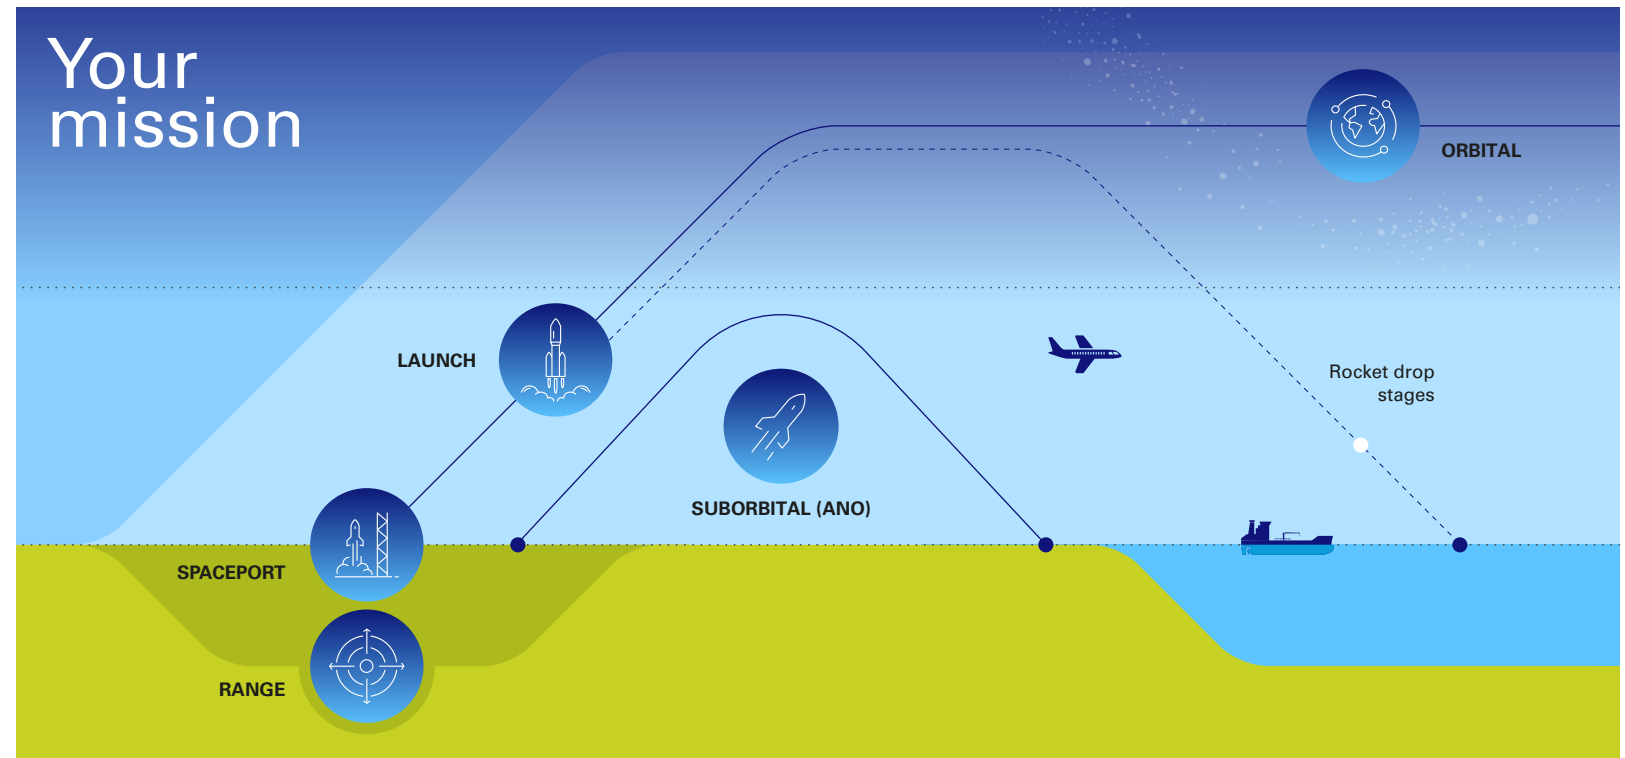 Your
mission
ORBITAL
LAUNCH
Rocket drop
stages
SUBORBITAL (ANO)
SPACEPORT
RANGE